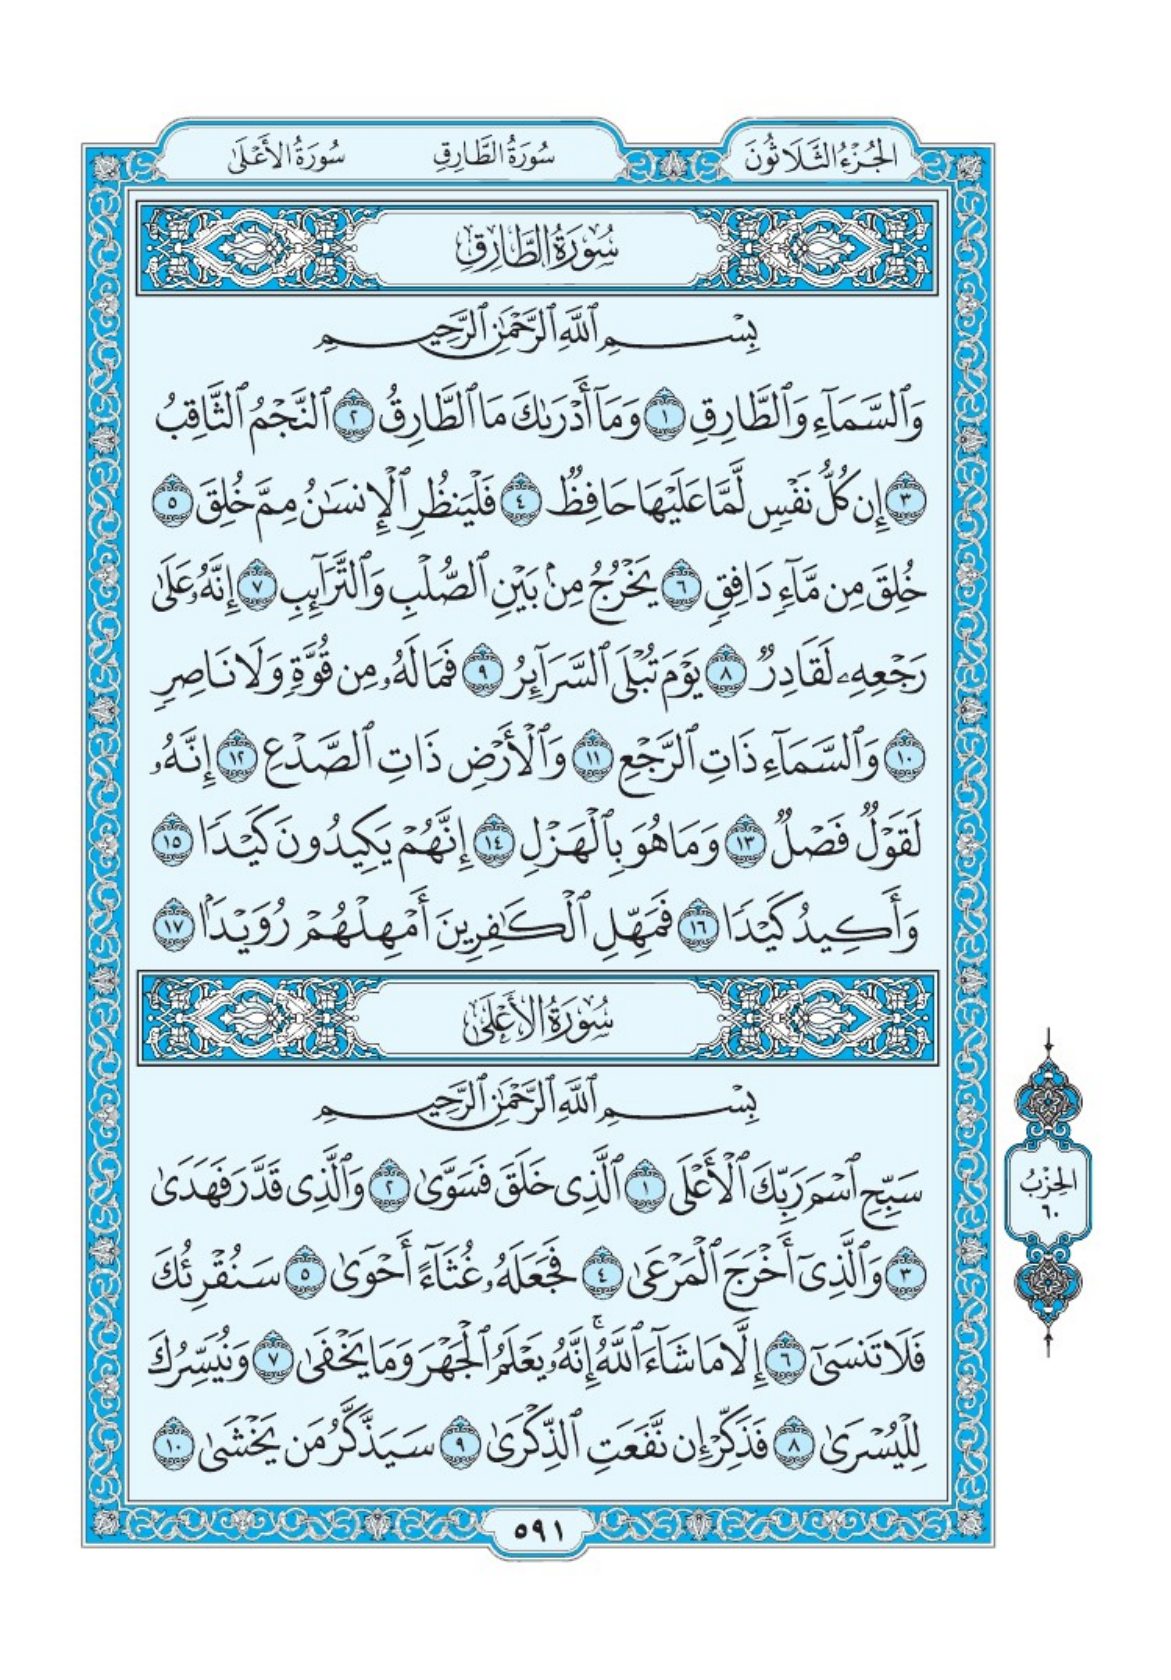 الجُزْءُ الثَّلَاثُونَ سُورَةُ الطَّارِقِ سُورَةُ الأَعْلَىٰ
سُورَةُ الطَّارِقِ
بِسْمِ ٱللَّهِ ٱلرَّحْمَٰنِ ٱلرَّحِيمِ
وَٱلسَّمَآءِ وَٱلطَّارِقِ ١ وَمَآ أَدْرَىٰكَ مَا ٱلطَّارِقُ ٢ ٱلنَّجْمُ ٱلثَّاقِبُ
٣ إِن كُلُّ نَفْسٍ لَّمَّا عَلَيْهَا حَافِظٌ ٤ فَلْيَنظُرِ ٱلْإِنسَٰنُ مِمَّ خُلِقَ ٥
خُلِقَ مِن مَّآءٍ دَافِقٍ ٦ يَخْرُجُ مِنۢ بَيْنِ ٱلصُّلْبِ وَٱلتَّرَآئِبِ ٧ إِنَّهُۥ عَلَىٰ
رَجْعِهِۦ لَقَادِرٌ ٨ يَوْمَ تُبْلَى ٱلسَّرَآئِرُ ٩ فَمَا لَهُۥ مِن قُوَّةٍ وَلَا نَاصِرٍ
١٠ وَٱلسَّمَآءِ ذَاتِ ٱلرَّجْعِ ١١ وَٱلْأَرْضِ ذَاتِ ٱلصَّدْعِ ١٢ إِنَّهُۥ
لَقَوْلٌ فَصْلٌ ١٣ وَمَا هُوَ بِٱلْهَزْلِ ١٤ إِنَّهُمْ يَكِيدُونَ كَيْدًا ١٥
وَأَكِيدُ كَيْدًا ١٦ فَمَهِّلِ ٱلْكَٰفِرِينَ أَمْهِلْهُمْ رُوَيْدًۢا ١٧
سُورَةُ الأَعْلَىٰ
بِسْمِ ٱللَّهِ ٱلرَّحْمَٰنِ ٱلرَّحِيمِ
سَبِّحِ ٱسْمَ رَبِّكَ ٱلْأَعْلَى ١ ٱلَّذِى خَلَقَ فَسَوَّىٰ ٢ وَٱلَّذِى قَدَّرَ فَهَدَىٰ
٣ وَٱلَّذِىٓ أَخْرَجَ ٱلْمَرْعَىٰ ٤ فَجَعَلَهُۥ غُثَآءً أَحْوَىٰ ٥ سَنُقْرِئُكَ
فَلَا تَنسَىٰٓ ٦ إِلَّا مَا شَآءَ ٱللَّهُ ۚ إِنَّهُۥ يَعْلَمُ ٱلْجَهْرَ وَمَا يَخْفَىٰ ٧ وَنُيَسِّرُكَ
لِلْيُسْرَىٰ ٨ فَذَكِّرْ إِن نَّفَعَتِ ٱلذِّكْرَىٰ ٩ سَيَذَّكَّرُ مَن يَخْشَىٰ ١٠
الحِزْبُ
٦٠
٥٩١